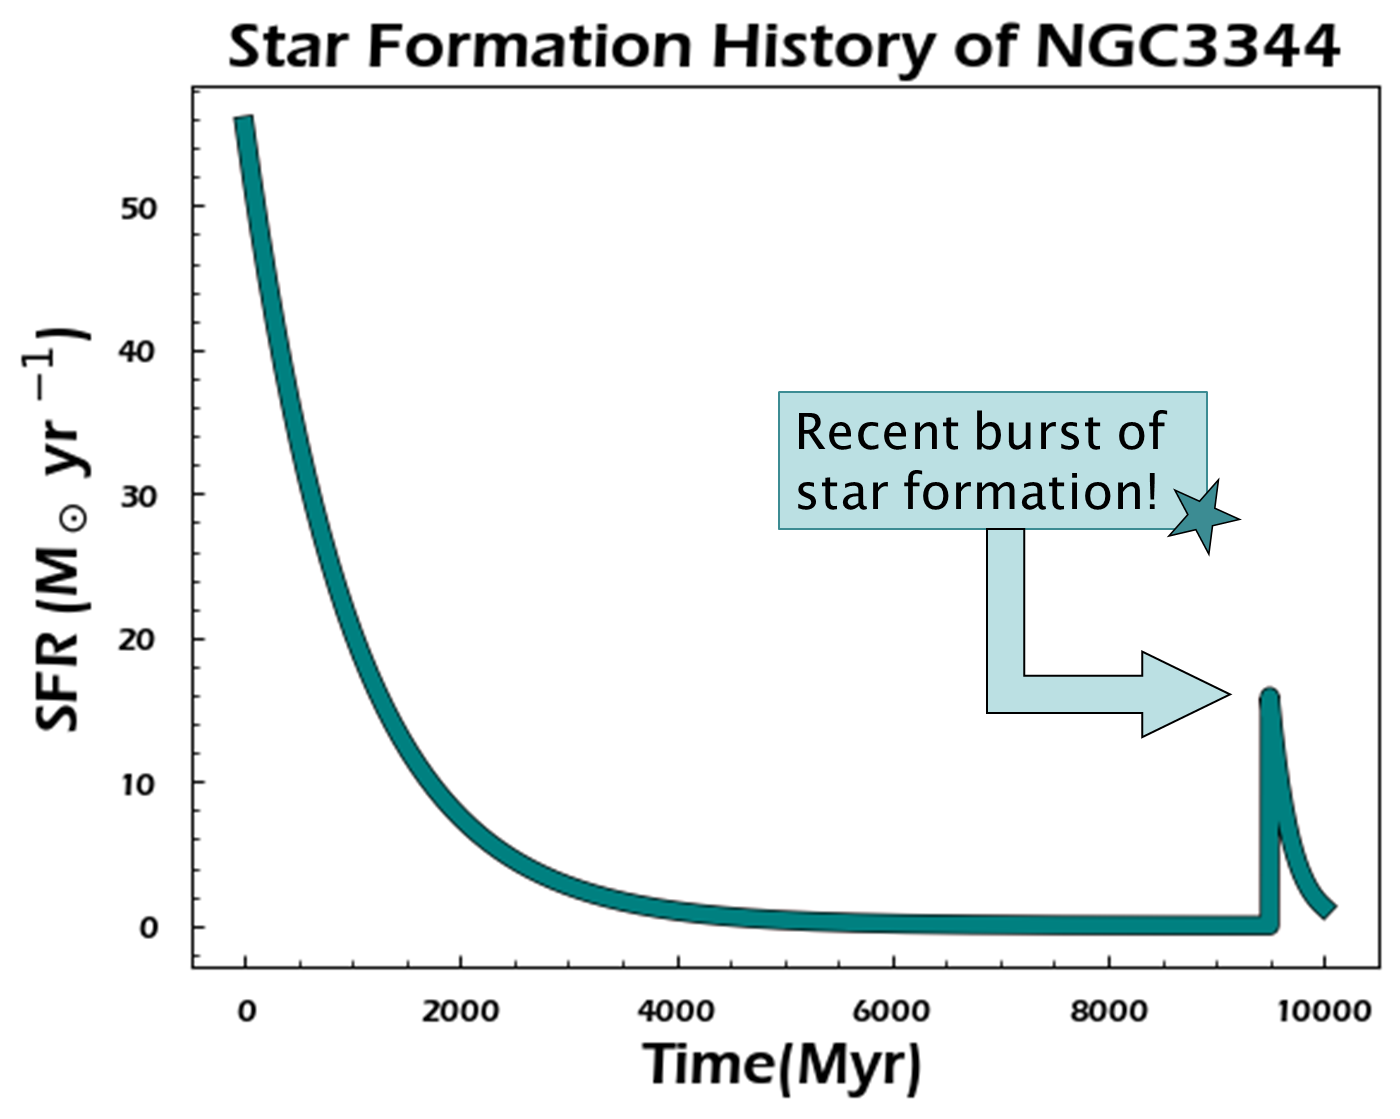 Star Formation History of NGC3344
SFR (M☉ yr⁻¹)
50
40
30
20
10
0
Recent burst of
star formation!
0 2000 4000 6000 8000 10000
Time(Myr)